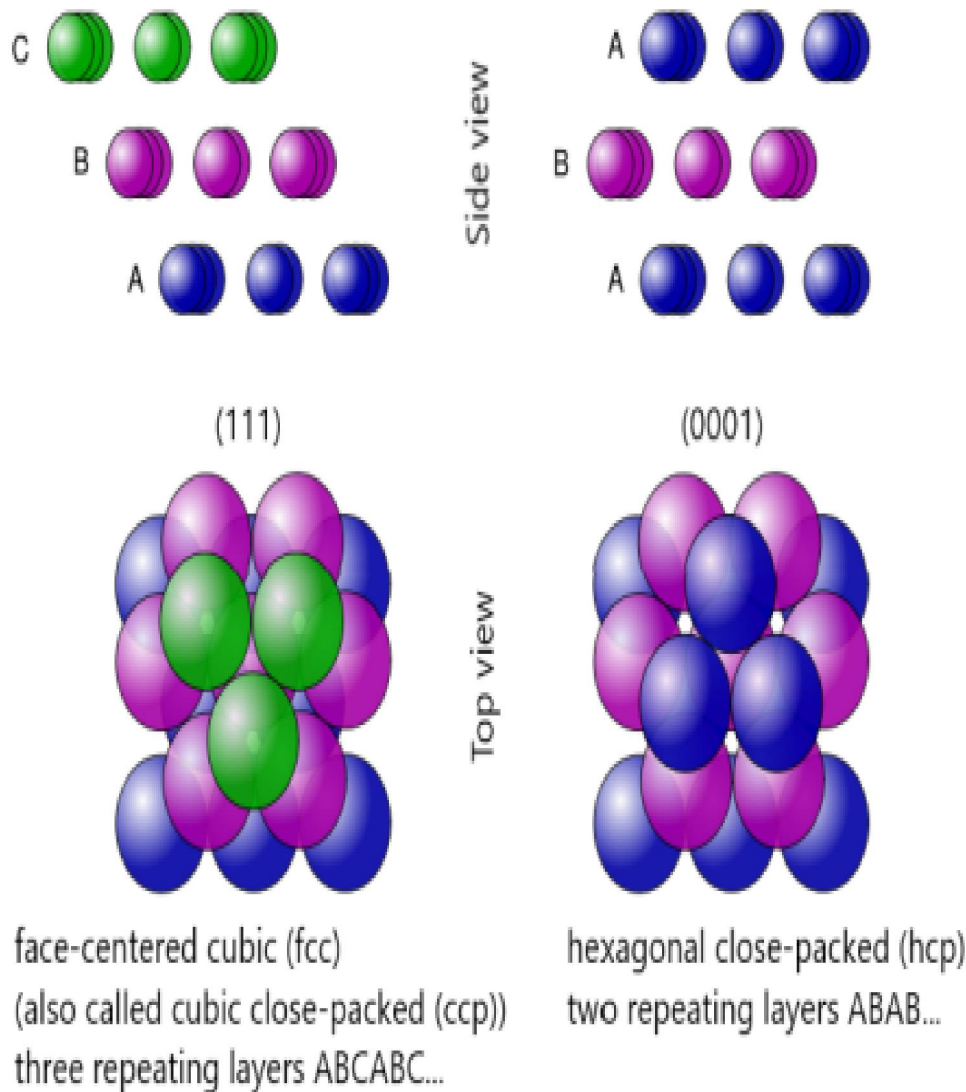 C
B
A
Side view
A
B
A
(111)
(0001)
Top view
face-centered cubic (fcc)
(also called cubic close-packed (ccp))
three repeating layers ABCABC...
hexagonal close-packed (hcp)
two repeating layers ABAB...